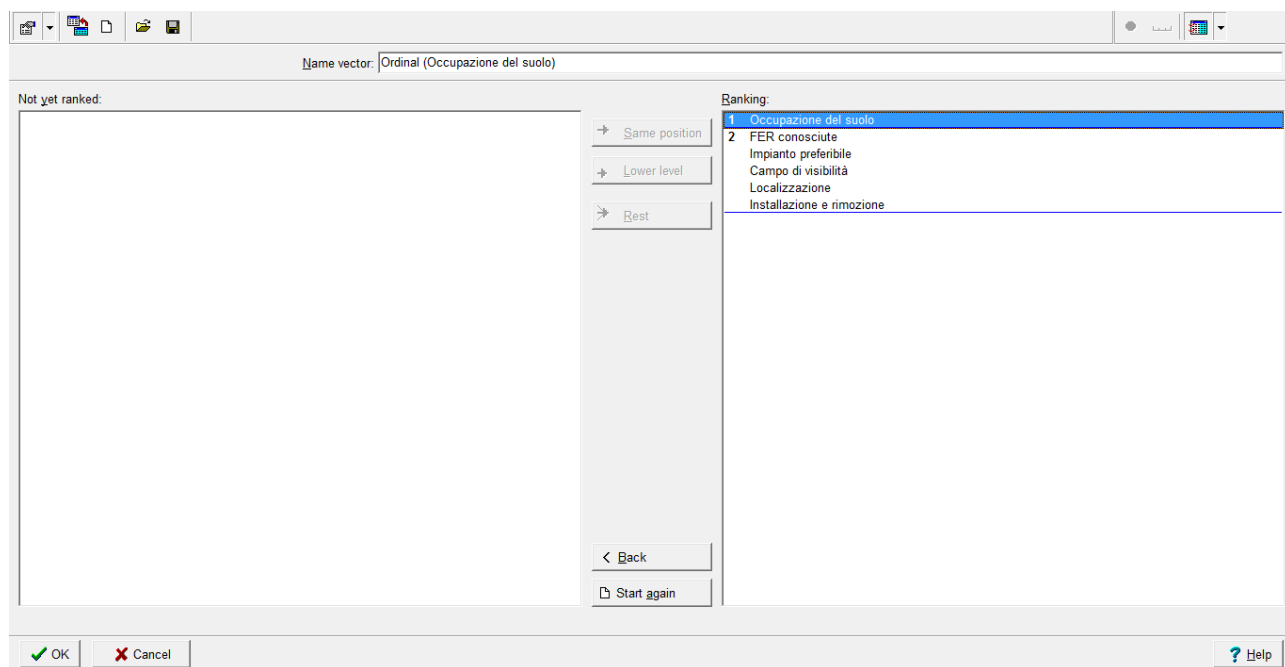 Name vector: Ordinal (Occupazione del suolo)
Not yet ranked:
Ranking:
Same position
Lower level
Rest
Back
Start again
1 Occupazione del suolo
2 FER conosciute
Impianto preferibile
Campo di visibilità
Localizzazione
Installazione e rimozione
OK
Cancel
? Help